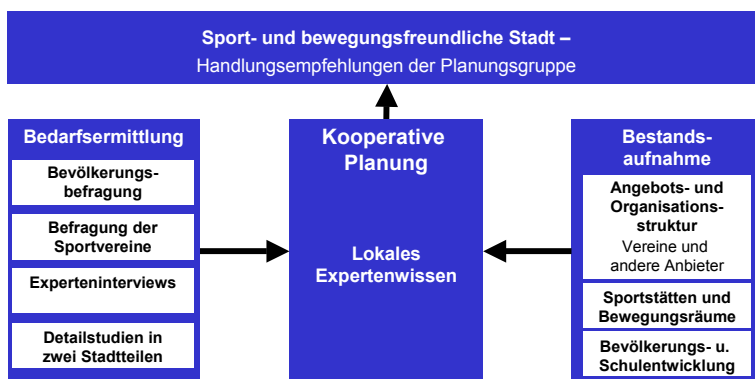 Sport- und bewegungsfreundliche Stadt –
Handlungsempfehlungen der Planungsgruppe
Bedarfsermittlung
Bevölkerungs-
befragung
Befragung der
Sportvereine
Experteninterviews
Detailstudien in
zwei Stadtteilen
Kooperative
Planung
Lokales
Expertenwissen
Bestands-
aufnahme
Angebots- und
Organisations-
struktur
Vereine und
andere Anbieter
Sportstätten und
Bewegungsräume
Bevölkerungs- u.
Schulentwicklung